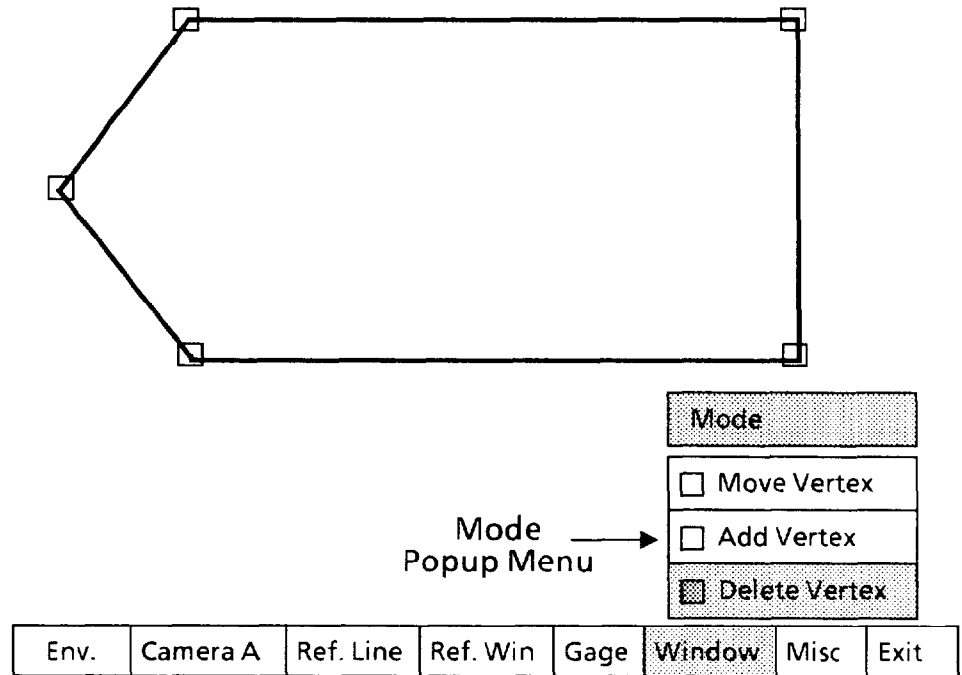 Mode
Move Vertex
Mode
Popup Menu
Add Vertex
Delete Vertex
Env. Camera A Ref. Line Ref. Win Gage Window Misc Exit